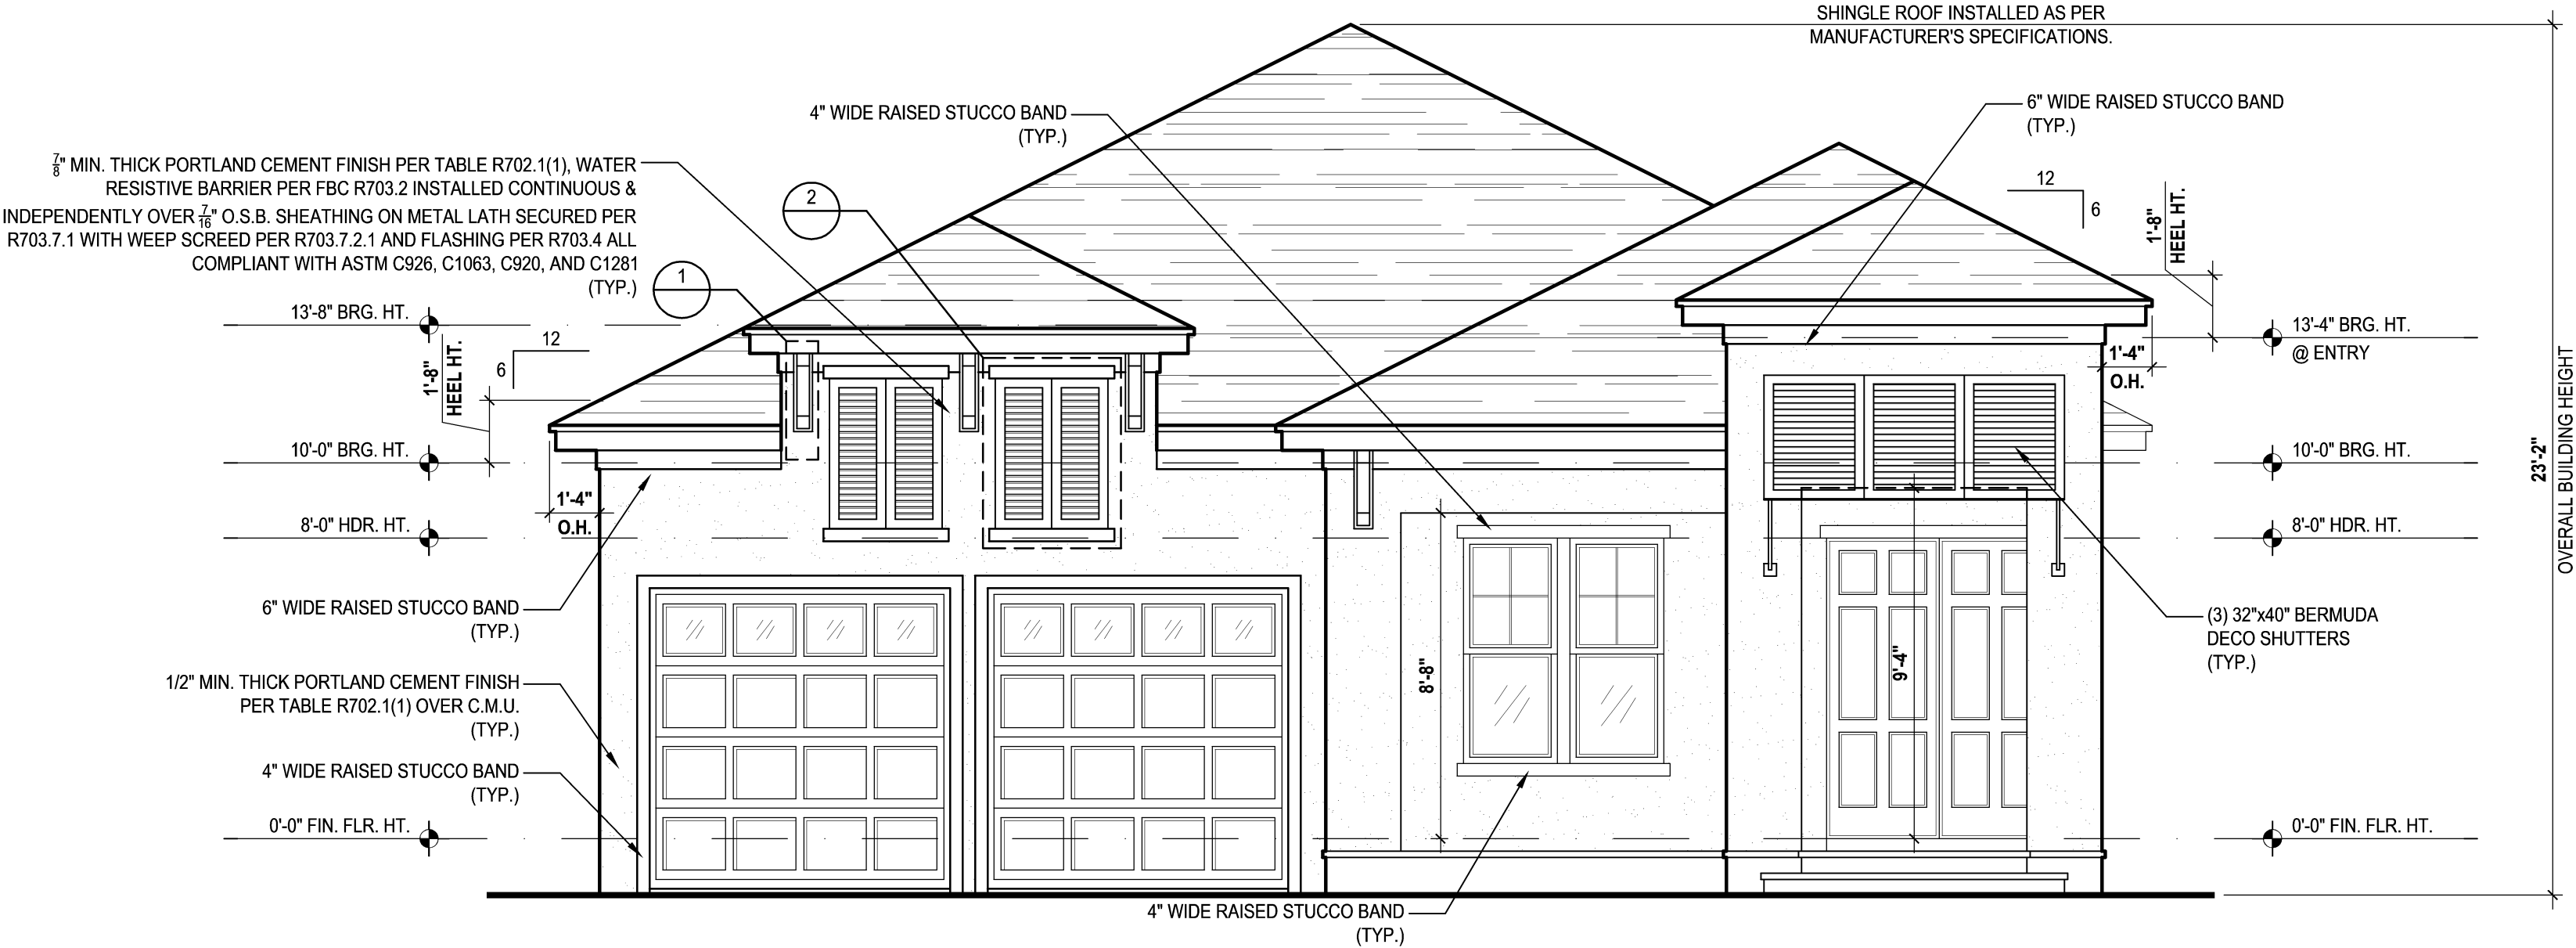 SHINGLE ROOF INSTALLED AS PER
MANUFACTURER'S SPECIFICATIONS.
4" WIDE RAISED STUCCO BAND
(TYP.)
6" WIDE RAISED STUCCO BAND
(TYP.)
7/8" MIN. THICK PORTLAND CEMENT FINISH PER TABLE R702.1(1), WATER
RESISTIVE BARRIER PER FBC R703.2 INSTALLED CONTINUOUS &
INDEPENDENTLY OVER 7/16" O.S.B. SHEATHING ON METAL LATH SECURED PER
R703.7.1 WITH WEEP SCREED PER R703.7.2.1 AND FLASHING PER R703.4 ALL
COMPLIANT WITH ASTM C926, C1063, C920, AND C1281
(TYP.)
2
1
12
6
1'-8"
HEEL HT.
13'-8" BRG. HT.
12
6
1'-8"
HEEL HT.
10'-0" BRG. HT.
1'-4"
O.H.
8'-0" HDR. HT.
6" WIDE RAISED STUCCO BAND
(TYP.)
1/2" MIN. THICK PORTLAND CEMENT FINISH
PER TABLE R702.1(1) OVER C.M.U.
(TYP.)
4" WIDE RAISED STUCCO BAND
(TYP.)
0'-0" FIN. FLR. HT.
8'-8"
9'-4"
4" WIDE RAISED STUCCO BAND
(TYP.)
13'-4" BRG. HT.
@ ENTRY
1'-4"
O.H.
10'-0" BRG. HT.
8'-0" HDR. HT.
(3) 32"x40" BERMUDA
DECO SHUTTERS
(TYP.)
0'-0" FIN. FLR. HT.
23'-2"
OVERALL BUILDING HEIGHT